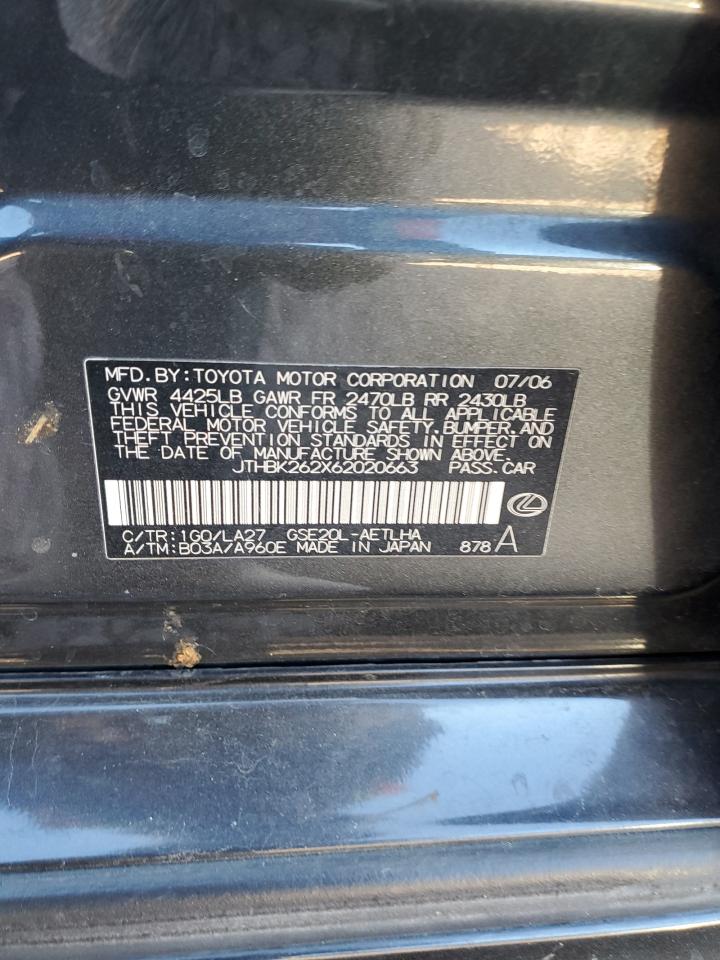 MFD.BY:TOYOTA MOTOR CORPORATION 07/06
GVWR 4425LB GAWR FR 2470LB RR 2430LB
THIS VEHICLE CONFORMS TO ALL APPLICABLE
FEDERAL MOTOR VEHICLE SAFETY,BUMPER,AND
THEFT PREVENTION STANDARDS IN EFFECT ON
THE DATE OF MANUFACTURE SHOWN ABOVE.
JTHBK262X62020663 PASS.CAR
C/TR:1G0/LA27 GSE20L-AETLHA
A/TM:B03A/A960E MADE IN JAPAN 878 A